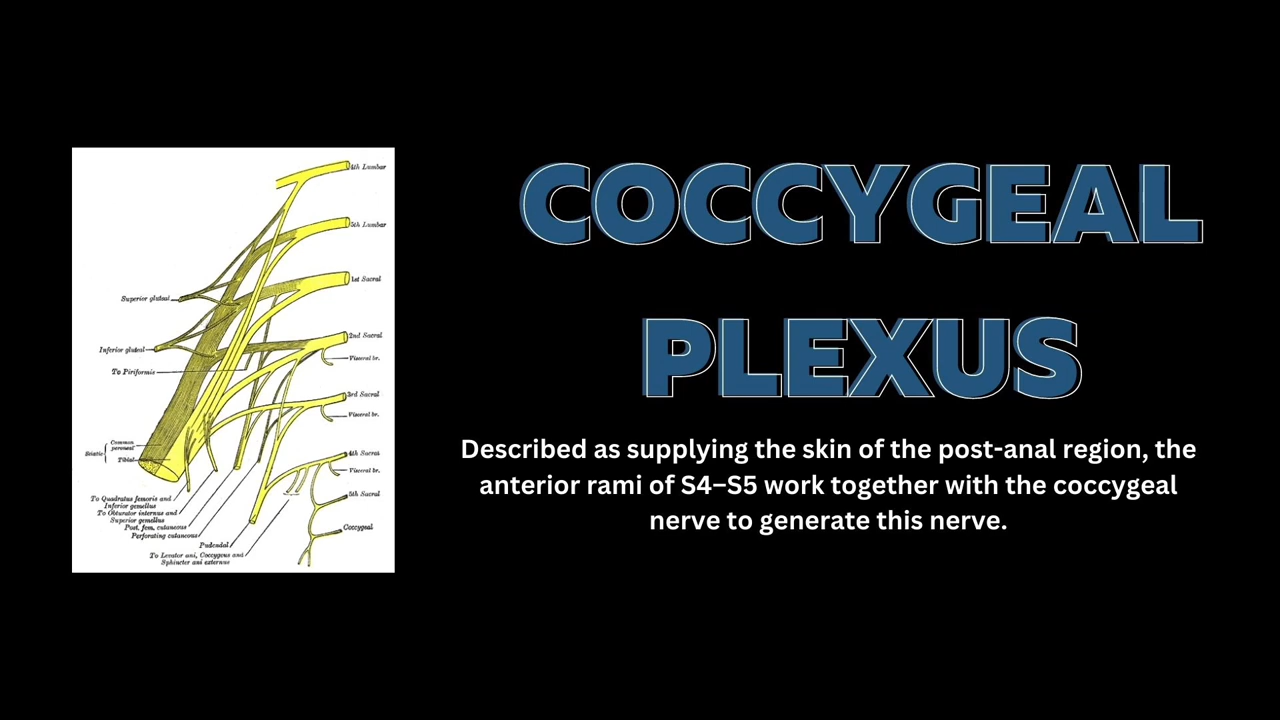 COCCYGEAL
PLEXUS
Described as supplying the skin of the post-anal region, the
anterior rami of S4–S5 work together with the coccygeal
nerve to generate this nerve.
4th Lumbar
5th Lumbar
1st Sacral
Superior gluteal
2nd Sacral
Inferior gluteal
Visceral br.
To Piriformis
3rd Sacral
Visceral br.
Common
peroneal
Sciatic
Tibial
4th Sacral
Visceral br.
5th Sacral
To Quadratus femoris and
Inferior gemellus
To Obturator internus and
Superior gemellus
Post. fem. cutaneous
Perforating cutaneous
Coccygeal
Pudendal
To Levator ani, Coccygeus and
Sphincter ani externus